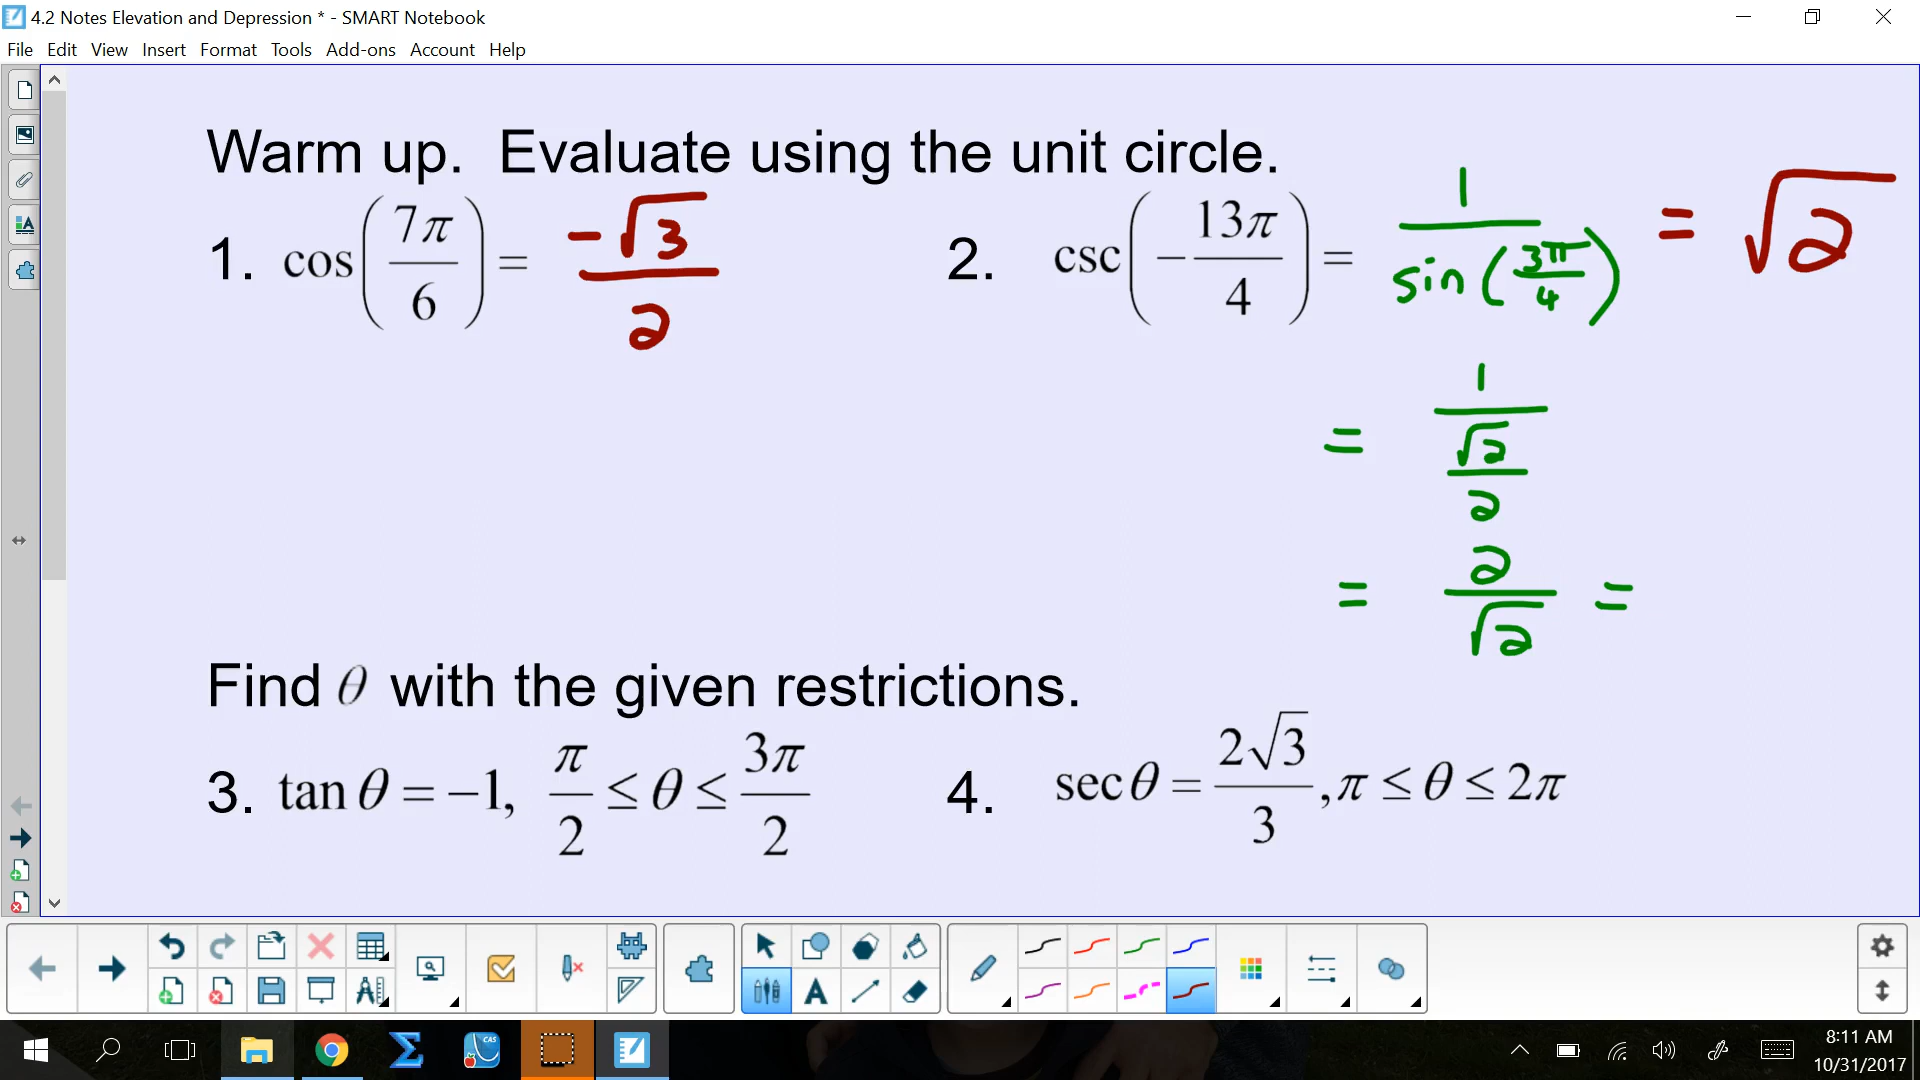 4.2 Notes Elevation and Depression * - SMART Notebook
File Edit View Insert Format Tools Add-ons Account Help
Warm up. Evaluate using the unit circle.
1. cos(7π/6) = -√3/2
2. csc(-13π/4) = 1/sin(3π/4) = √2
= 1/(√2/2)
= 2/√2 =
Find θ with the given restrictions.
3. tan θ = −1, π/2 ≤ θ ≤ 3π/2
4. sec θ = 2√3/3, π ≤ θ ≤ 2π
CAS
8:11 AM
10/31/2017